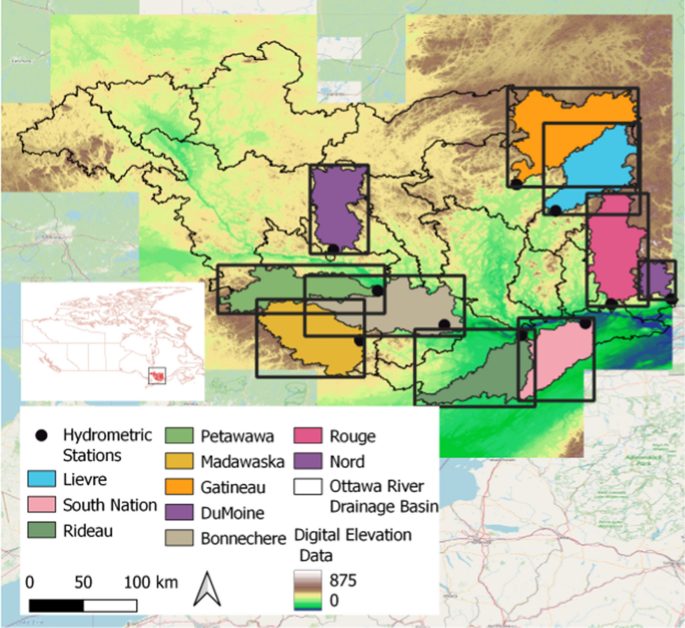 Hydrometric
Stations
Lievre
South Nation
Rideau
Petawawa
Madawaska
Gatineau
DuMoine
Bonnechere
Rouge
Nord
Ottawa River
Drainage Basin
Digital Elevation
Data
875
0
0 50 100 km